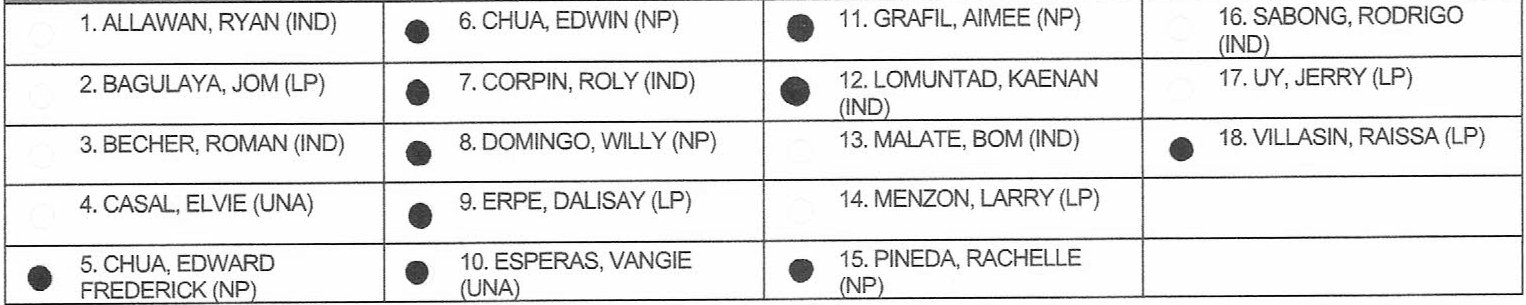 1. ALLAWAN, RYAN (IND)
2. BAGULAYA, JOM (LP)
3. BECHER, ROMAN (IND)
4. CASAL, ELVIE (UNA)
5. CHUA, EDWARD
FREDERICK (NP)
6. CHUA, EDWIN (NP)
7. CORPIN, ROLY (IND)
8. DOMINGO, WILLY (NP)
9. ERPE, DALISAY (LP)
10. ESPERAS, VANGIE
(UNA)
11. GRAFIL, AIMEE (NP)
12. LOMUNTAD, KAENAN
(IND)
13. MALATE, BOM (IND)
14. MENZON, LARRY (LP)
15. PINEDA, RACHELLE
(NP)
16. SABONG, RODRIGO
(IND)
17. UY, JERRY (LP)
18. VILLASIN, RAISSA (LP)